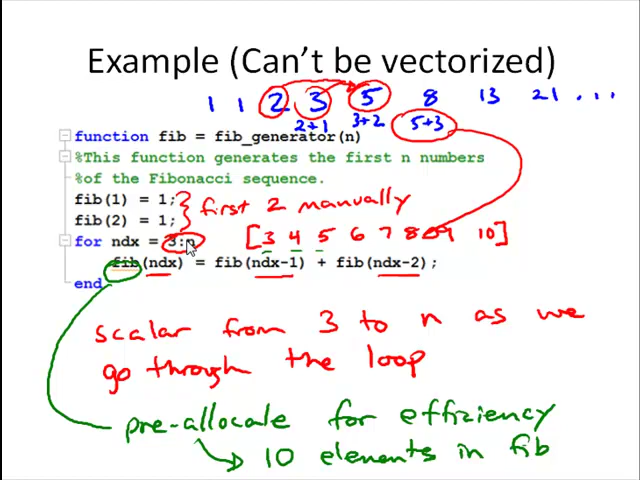 Example (Can't be vectorized)
1 1 2 3 5 8 13 21 ...
2+1 3+2 5+3
function fib = fib_generator(n)
%This function generates the first n numbers
%of the Fibonacci sequence.
fib(1) = 1;
fib(2) = 1;
first 2 manually
for ndx = 3:n
[3 4 5 6 7 8 9 10]
fib(ndx) = fib(ndx-1) + fib(ndx-2);
end
scalar from 3 to n as we
go through the loop
pre-allocate for efficiency
10 elements in fib